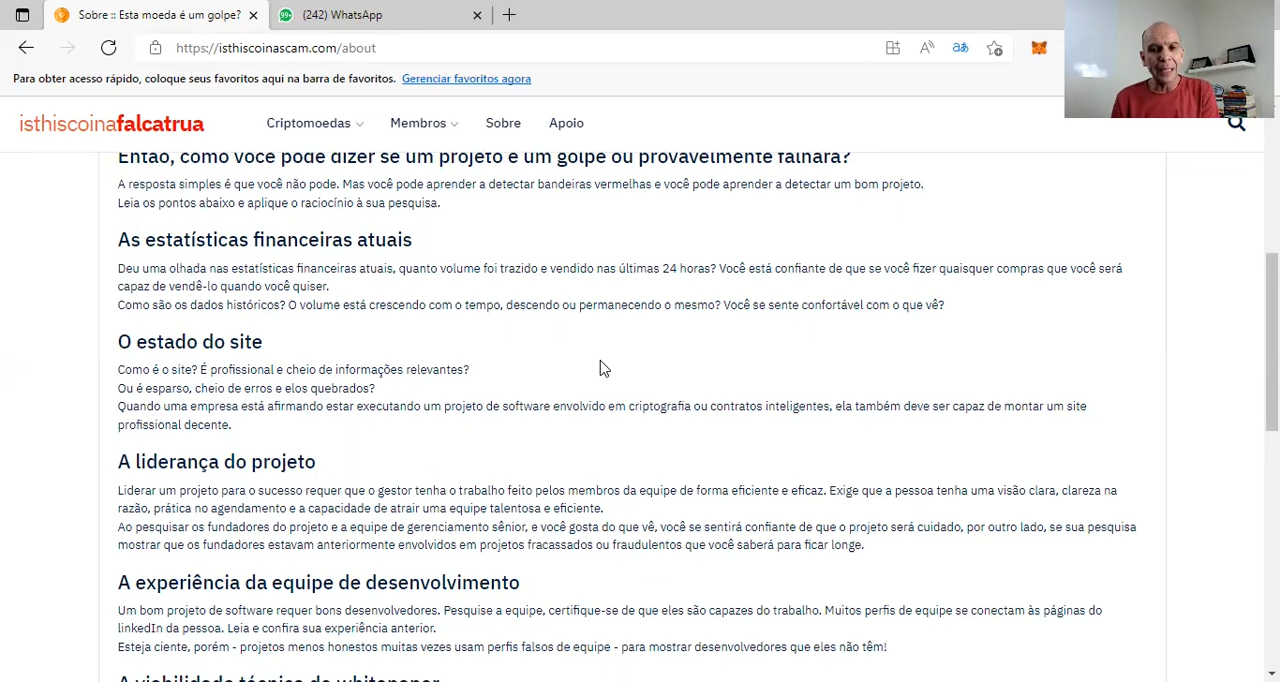 Sobre :: Esta moeda é um golpe?
99+
(242) WhatsApp
https://isthiscoinascam.com/about
Para obter acesso rápido, coloque seus favoritos aqui na barra de favoritos. Gerenciar favoritos agora
isthiscoinafalcatrua
Criptomoedas
Membros
Sobre
Apoio
Então, como você pode dizer se um projeto é um golpe ou provavelmente falhará?
A resposta simples é que você não pode. Mas você pode aprender a detectar bandeiras vermelhas e você pode aprender a detectar um bom projeto.
Leia os pontos abaixo e aplique o raciocínio à sua pesquisa.
As estatísticas financeiras atuais
Deu uma olhada nas estatísticas financeiras atuais, quanto volume foi trazido e vendido nas últimas 24 horas? Você está confiante de que se você fizer quaisquer compras que você será
capaz de vendê-lo quando você quiser.
Como são os dados históricos? O volume está crescendo com o tempo, descendo ou permanecendo o mesmo? Você se sente confortável com o que vê?
O estado do site
Como é o site? É profissional e cheio de informações relevantes?
Ou é esparso, cheio de erros e elos quebrados?
Quando uma empresa está afirmando estar executando um projeto de software envolvido em criptografia ou contratos inteligentes, ela também deve ser capaz de montar um site
profissional decente.
A liderança do projeto
Liderar um projeto para o sucesso requer que o gestor tenha o trabalho feito pelos membros da equipe de forma eficiente e eficaz. Exige que a pessoa tenha uma visão clara, clareza na
razão, prática no agendamento e a capacidade de atrair uma equipe talentosa e eficiente.
Ao pesquisar os fundadores do projeto e a equipe de gerenciamento sênior, e você gosta do que vê, você se sentirá confiante de que o projeto será cuidado, por outro lado, se sua pesquisa
mostrar que os fundadores estavam anteriormente envolvidos em projetos fracassados ou fraudulentos que você saberá para ficar longe.
A experiência da equipe de desenvolvimento
Um bom projeto de software requer bons desenvolvedores. Pesquise a equipe, certifique-se de que eles são capazes do trabalho. Muitos perfis de equipe se conectam às páginas do
linkedIn da pessoa. Leia e confira sua experiência anterior.
Esteja ciente, porém - projetos menos honestos muitas vezes usam perfis falsos de equipe - para mostrar desenvolvedores que eles não têm!
A viabilidade técnica do whitepaper